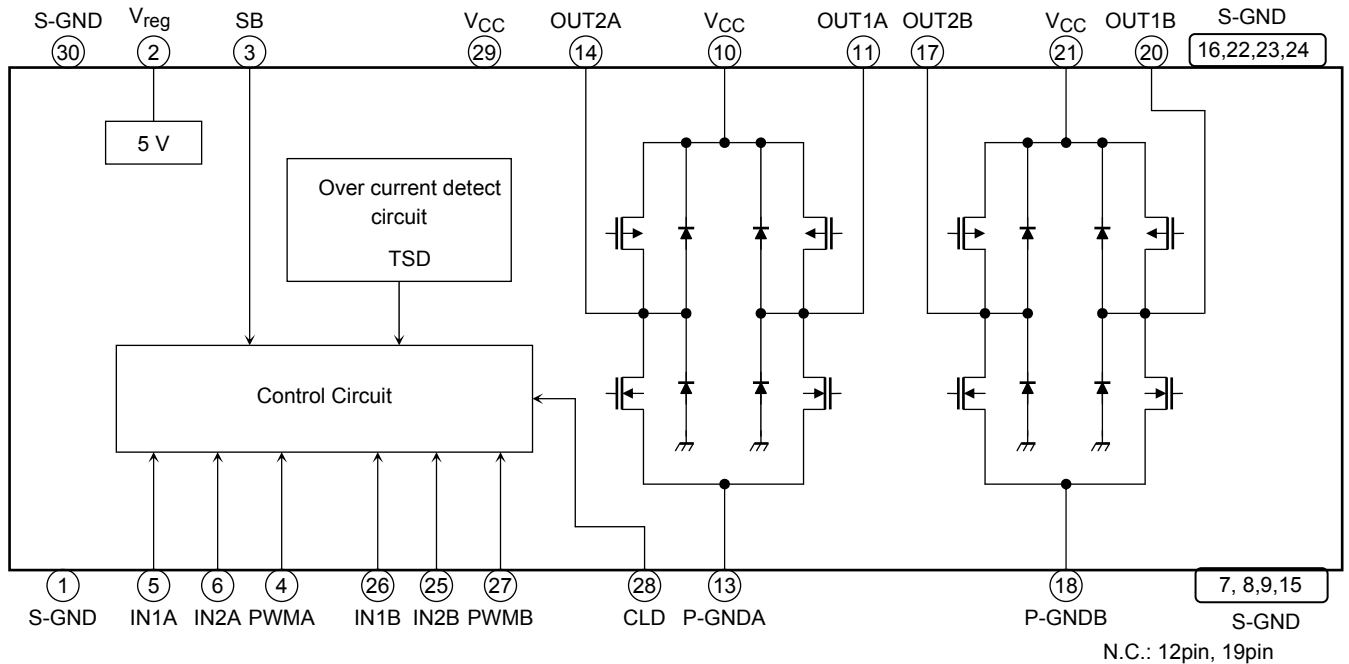 S-GND Vreg SB VCC OUT2A VCC OUT1A OUT2B VCC OUT1B S-GND
30 2 3 29 14 10 11 17 21 20 16,22,23,24
5 V
Over current detect
circuit
TSD
Control Circuit
1 5 6 4 26 25 27 28 13 18 7, 8,9,15
S-GND IN1A IN2A PWMA IN1B IN2B PWMB CLD P-GNDA P-GNDB S-GND
N.C.: 12pin, 19pin